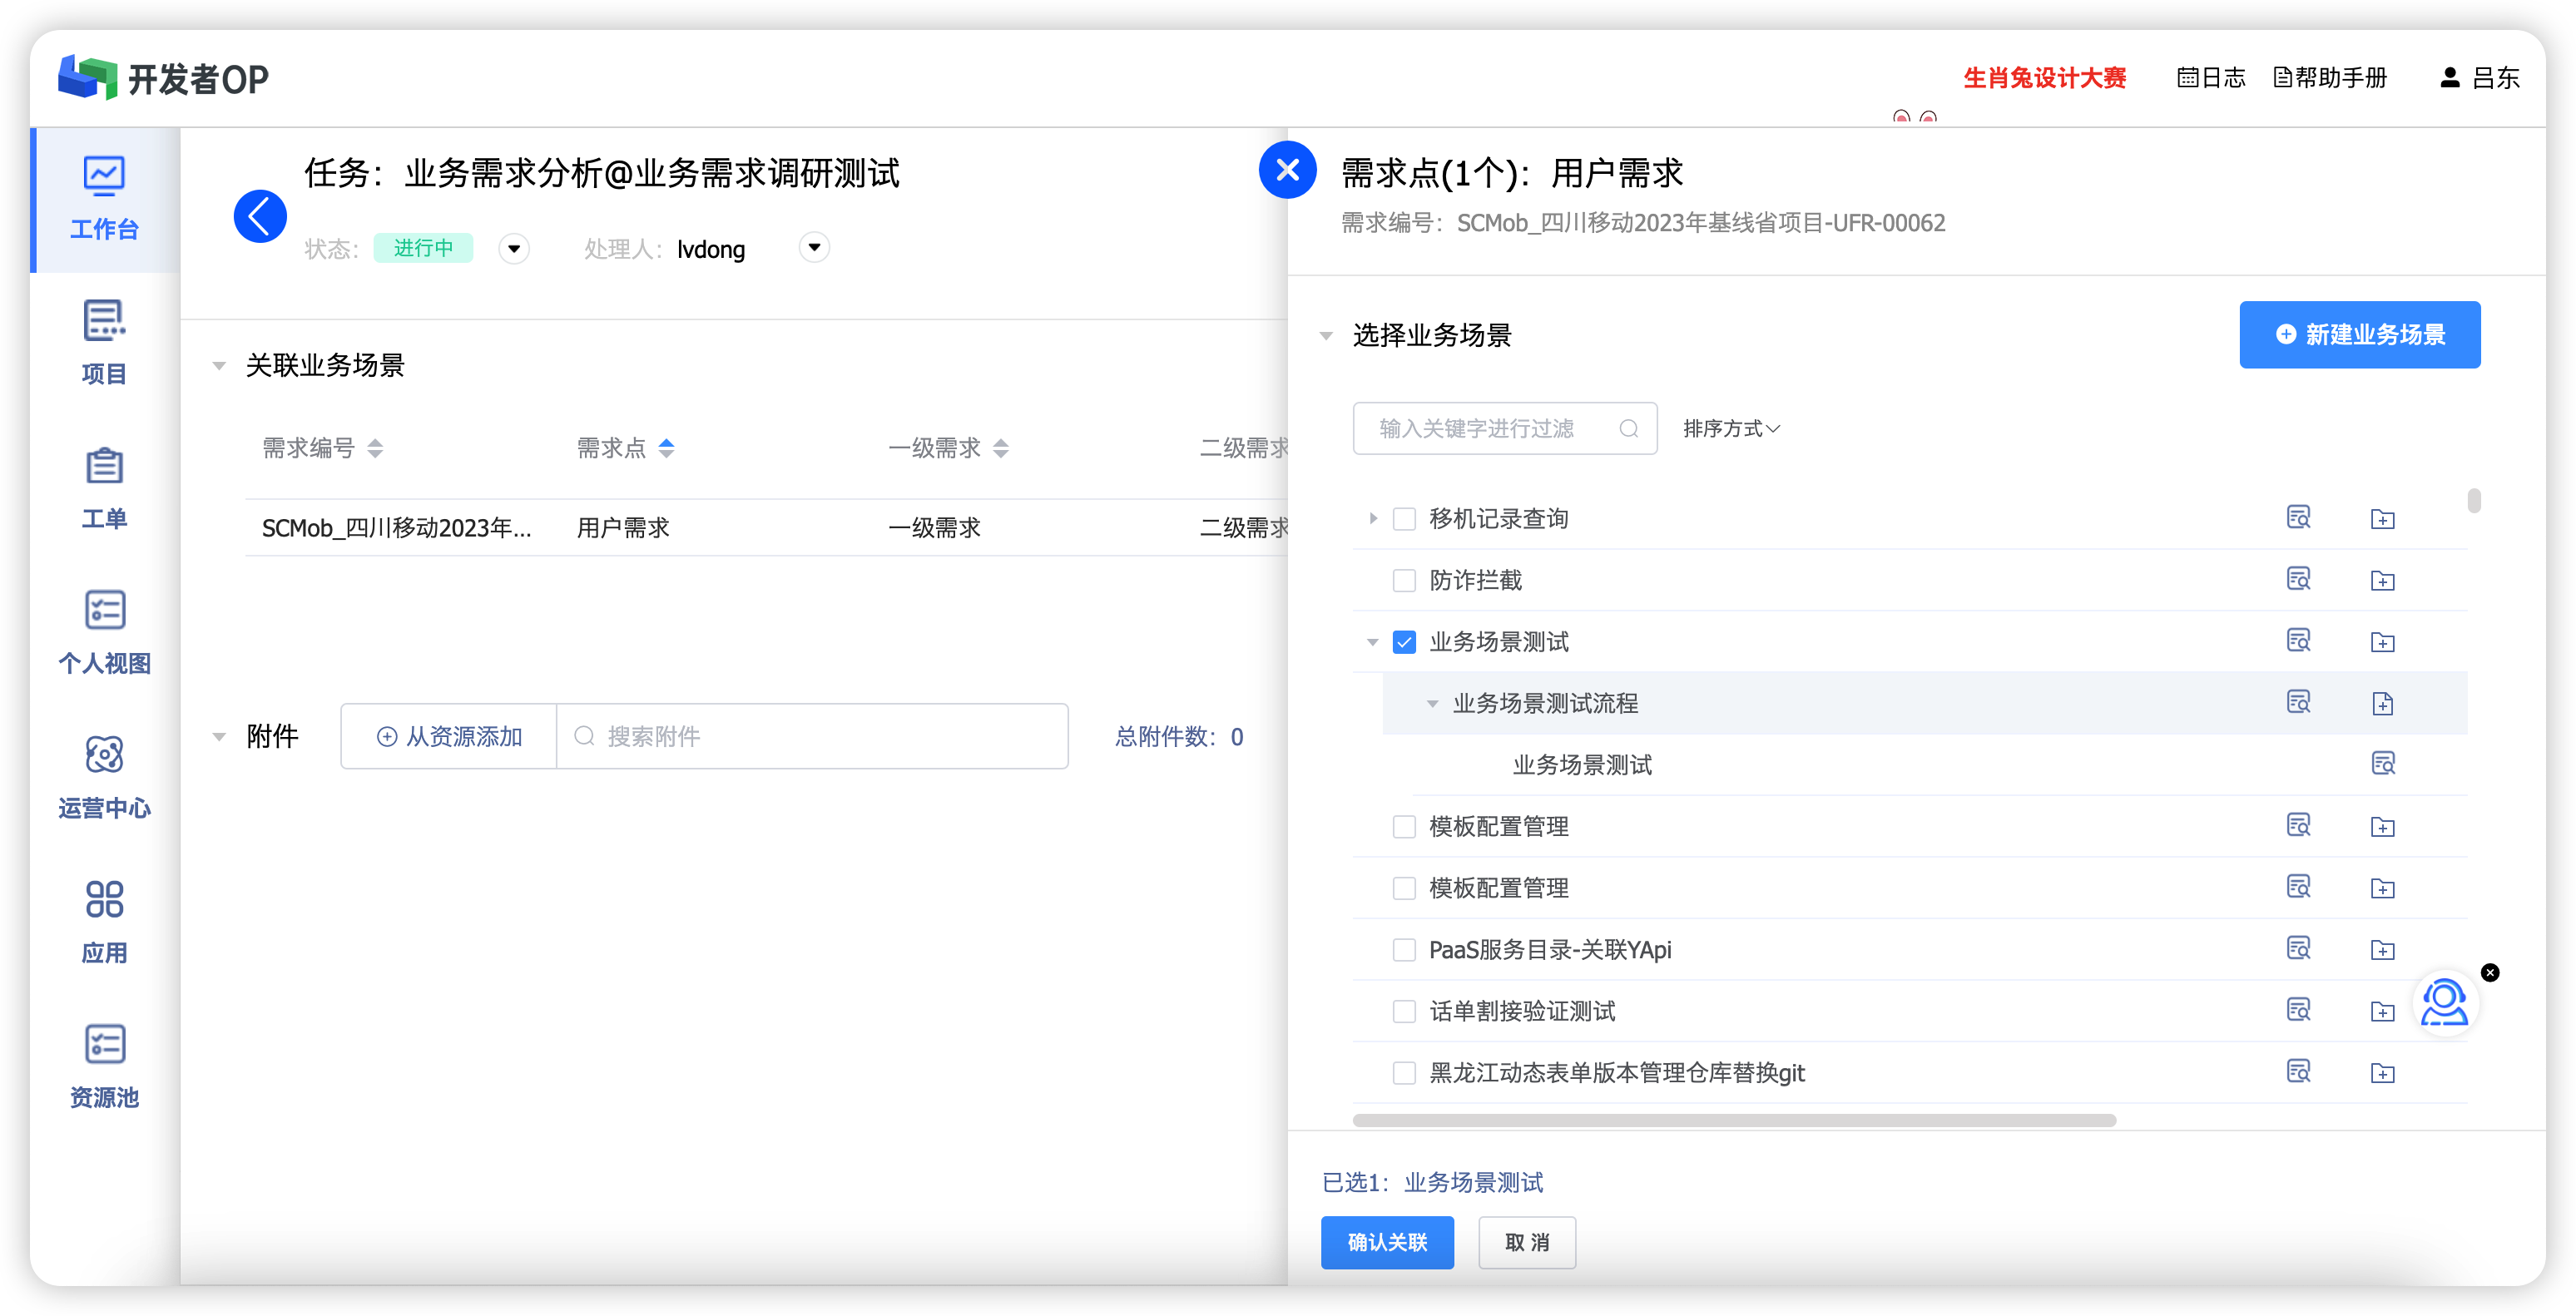 开发者OP
生肖兔设计大赛 日志 帮助手册 吕东
工作台
项目
工单
个人视图
运营中心
应用
资源池
任务：业务需求分析@业务需求调研测试
状态： 进行中 处理人： lvdong
关联业务场景
需求编号 需求点 一级需求 二级需求
SCMob_四川移动2023年... 用户需求 一级需求 二级需求
附件 从资源添加 搜索附件 总附件数：0
需求点(1个)：用户需求
需求编号：SCMob_四川移动2023年基线省项目-UFR-00062
选择业务场景 新建业务场景
输入关键字进行过滤 排序方式
移机记录查询
防诈拦截
业务场景测试
业务场景测试流程
业务场景测试
模板配置管理
模板配置管理
PaaS服务目录-关联YApi
话单割接验证测试
黑龙江动态表单版本管理仓库替换git
已选1：业务场景测试
确认关联 取消